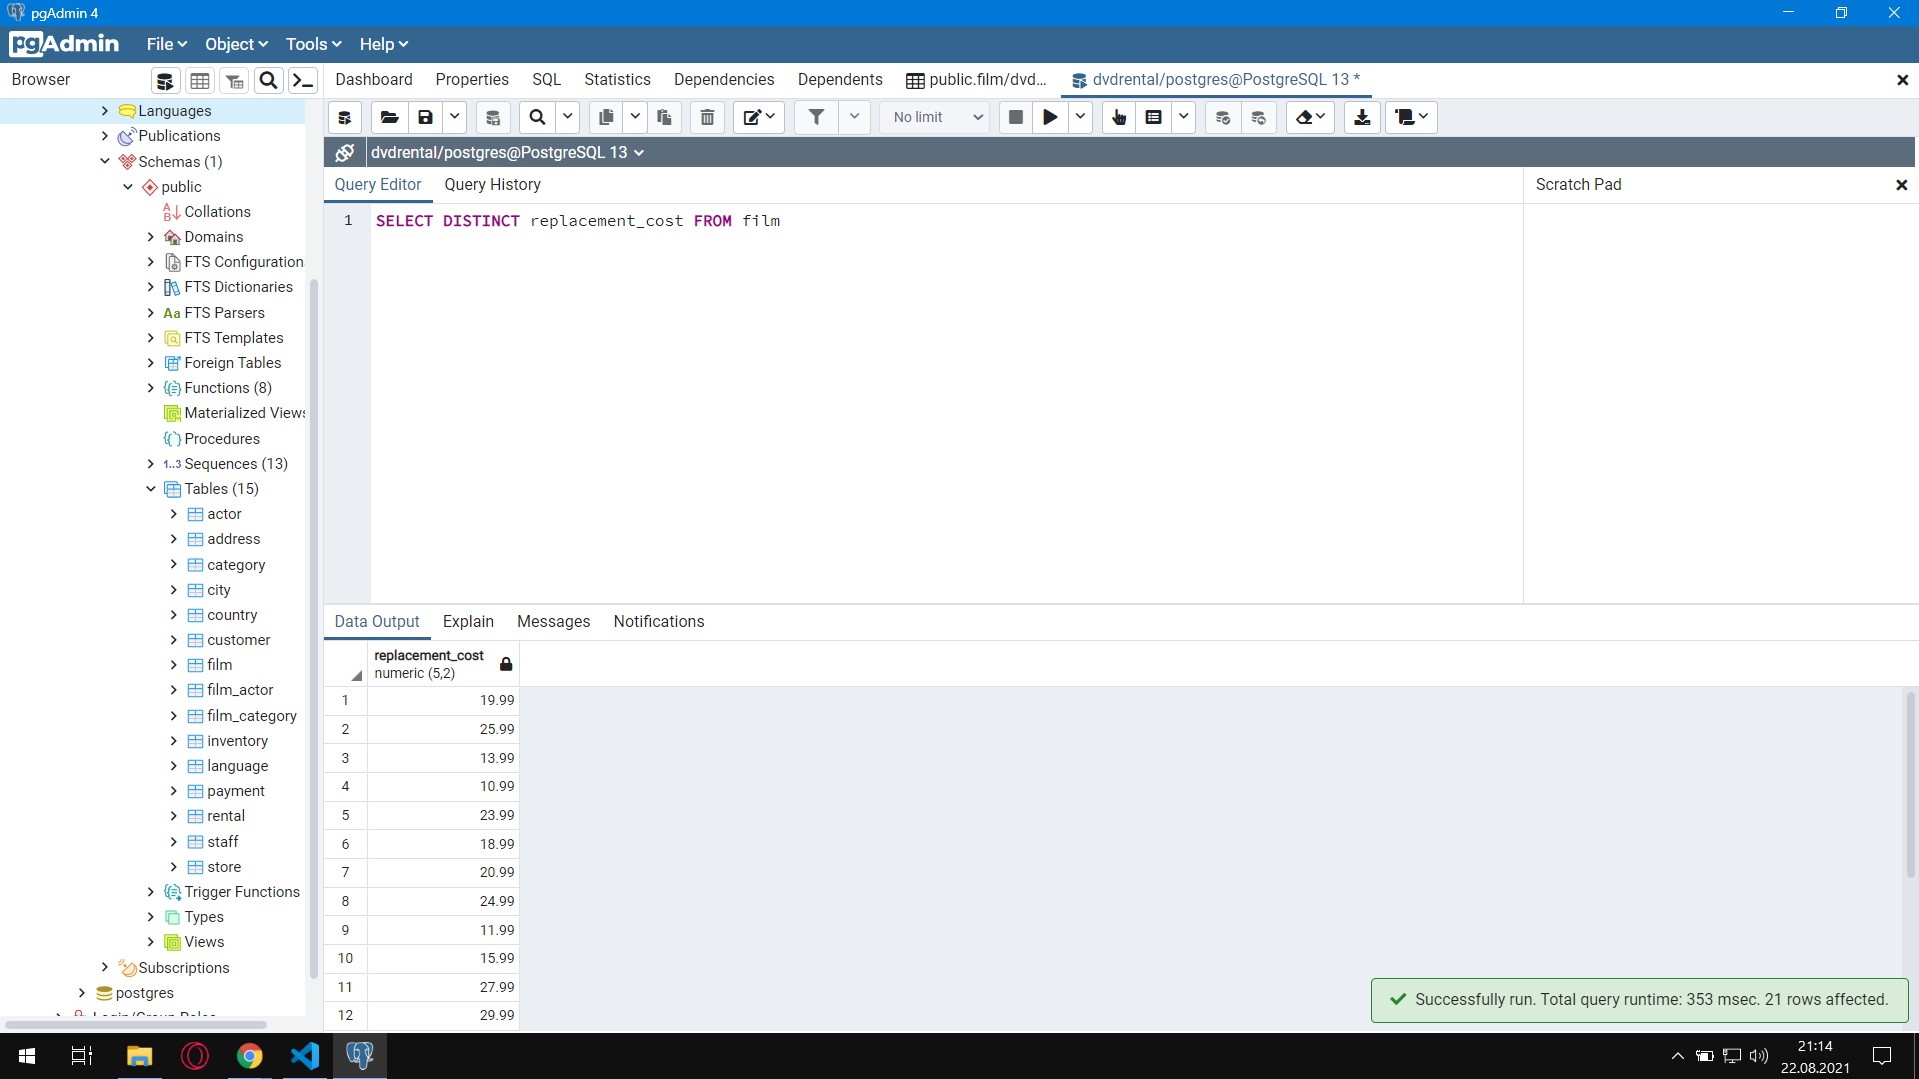 pgAdmin 4
pgAdmin File Object Tools Help
Browser
Dashboard Properties SQL Statistics Dependencies Dependents public.film/dvd... dvdrental/postgres@PostgreSQL 13 *
No limit
dvdrental/postgres@PostgreSQL 13
Query Editor Query History
Scratch Pad
1 SELECT DISTINCT replacement_cost FROM film
Languages
Publications
Schemas (1)
public
Collations
Domains
FTS Configuration
FTS Dictionaries
Aa FTS Parsers
FTS Templates
Foreign Tables
Functions (8)
Materialized Views
Procedures
1..3 Sequences (13)
Tables (15)
actor
address
category
city
country
customer
film
film_actor
film_category
inventory
language
payment
rental
staff
store
Trigger Functions
Types
Views
Subscriptions
postgres
Login/Group Roles
Data Output Explain Messages Notifications
replacement_cost
numeric (5,2)
1 19.99
2 25.99
3 13.99
4 10.99
5 23.99
6 18.99
7 20.99
8 24.99
9 11.99
10 15.99
11 27.99
12 29.99
Successfully run. Total query runtime: 353 msec. 21 rows affected.
21:14
22.08.2021